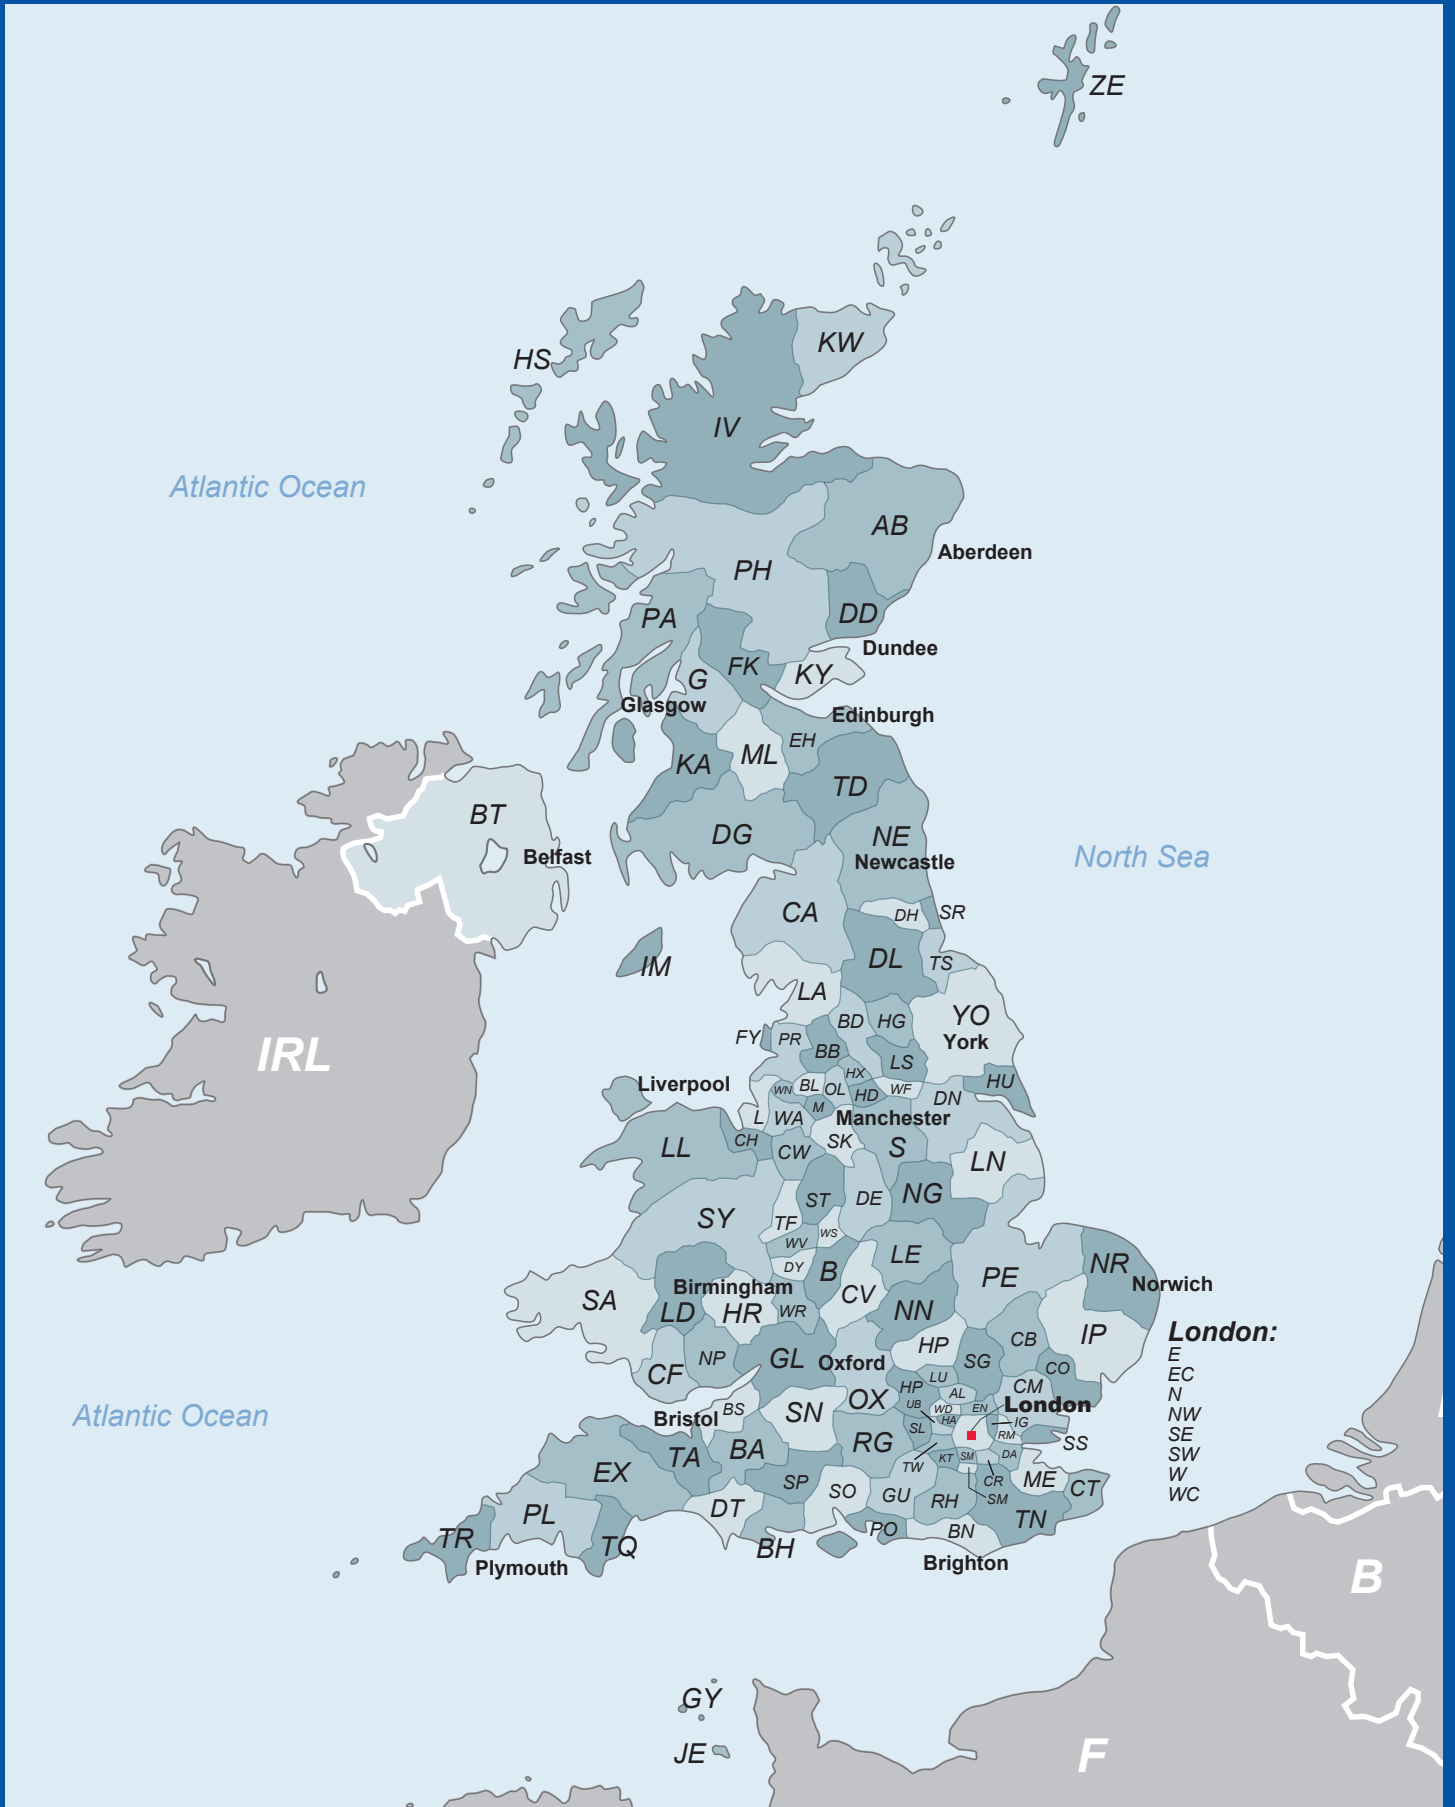 ZE
KW
HS
IV
Atlantic Ocean
AB
Aberdeen
PH
DD
PA
Dundee
FK
KY
G
Glasgow
Edinburgh
EH
ML
KA
TD
BT
DG
NE
Newcastle
Belfast
North Sea
CA
DH
SR
DL
TS
IM
LA
YO
York
BD
HG
FY
PR
BB
LS
IRL
HX
HU
Liverpool
WN
BL
OL
HD
WF
DN
M
L
WA
Manchester
CH
SK
LL
CW
S
LN
ST
DE
NG
SY
TF
WS
WV
LE
DY
B
NR
Norwich
PE
Birmingham
CV
SA
LD
HR
WR
NN
IP
London:
E
EC
N
NW
SE
SW
W
WC
HP
CB
NP
GL
Oxford
SG
CO
CF
LU
HP
AL
CM
OX
UB
WD
EN
London
BS
SN
HA
IG
Bristol
SL
RM
SS
Atlantic Ocean
BA
TA
RG
TW
KT
SM
DA
EX
SP
CR
ME
CT
SO
GU
RH
SM
DT
PL
TR
TQ
BH
PO
BN
TN
Plymouth
Brighton
B
GY
JE
F